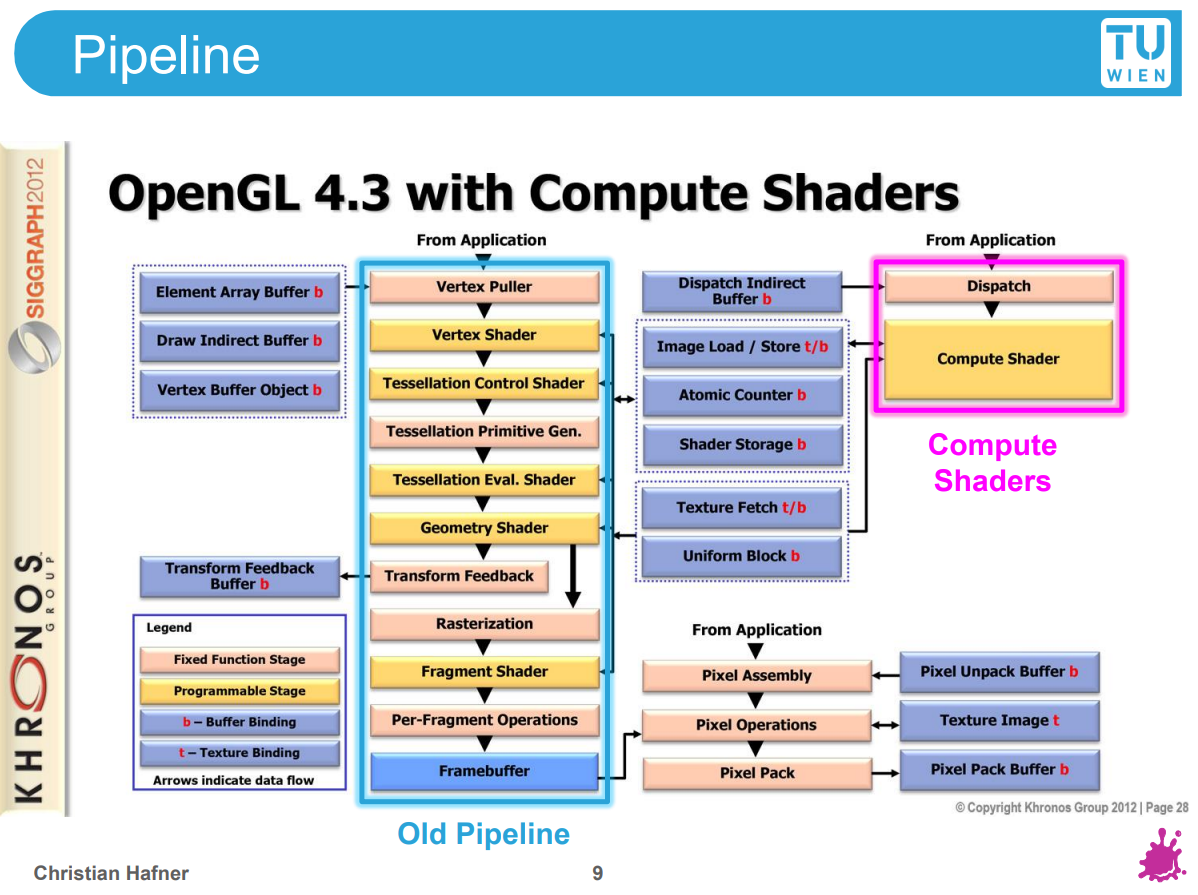 Pipeline
TU
WIEN
SIGGRAPH2012
KHRONOS
GROUP
OpenGL 4.3 with Compute Shaders
From Application
Element Array Buffer b
Draw Indirect Buffer b
Vertex Buffer Object b
Vertex Puller
Vertex Shader
Tessellation Control Shader
Tessellation Primitive Gen.
Tessellation Eval. Shader
Geometry Shader
Transform Feedback
Transform Feedback
Buffer b
Rasterization
Fragment Shader
Per-Fragment Operations
Framebuffer
Old Pipeline
Legend
Fixed Function Stage
Programmable Stage
b – Buffer Binding
t – Texture Binding
Arrows indicate data flow
Dispatch Indirect
Buffer b
Image Load / Store t/b
Atomic Counter b
Shader Storage b
Texture Fetch t/b
Uniform Block b
From Application
Dispatch
Compute Shader
Compute
Shaders
From Application
Pixel Assembly
Pixel Operations
Pixel Pack
Pixel Unpack Buffer b
Texture Image t
Pixel Pack Buffer b
© Copyright Khronos Group 2012 | Page 28
Christian Hafner
9